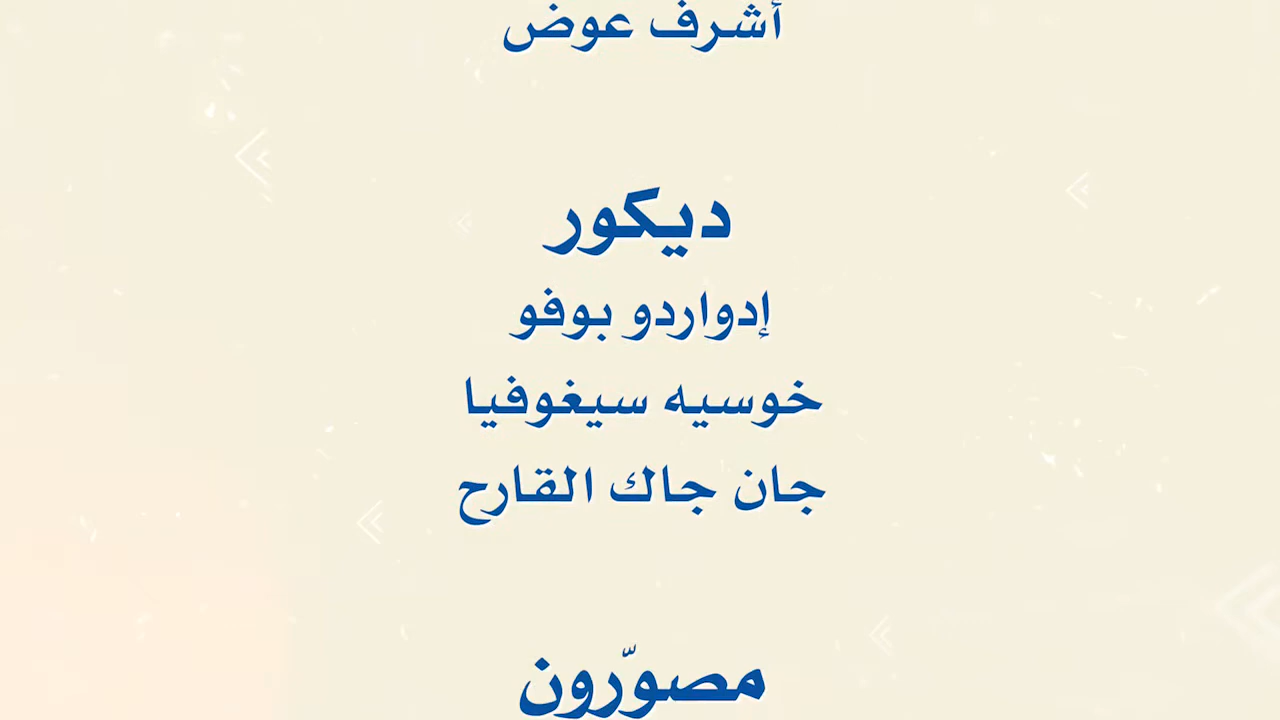 أشرف عوض
ديكور
إدواردو بوفو
خوسيه سيغوفيا
جان جاك القارح
مصوّرون